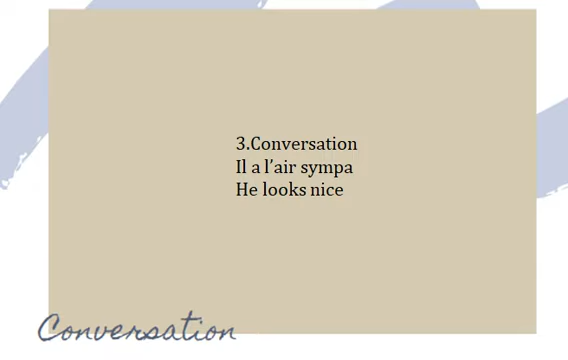 3.Conversation
Il a l’air sympa
He looks nice
Conversation